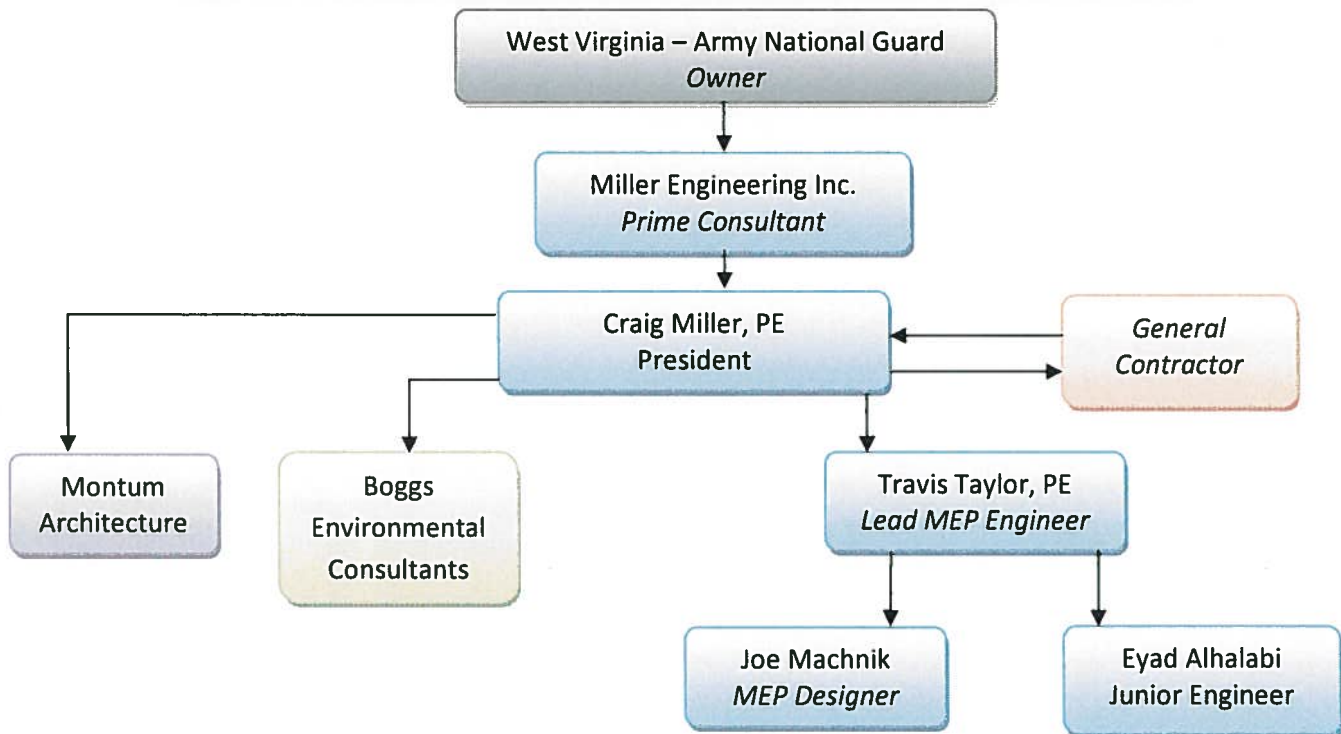 West Virginia – Army National Guard
Owner
Miller Engineering Inc.
Prime Consultant
Craig Miller, PE
President
General
Contractor
Montum
Architecture
Boggs
Environmental
Consultants
Travis Taylor, PE
Lead MEP Engineer
Joe Machnik
MEP Designer
Eyad Alhalabi
Junior Engineer